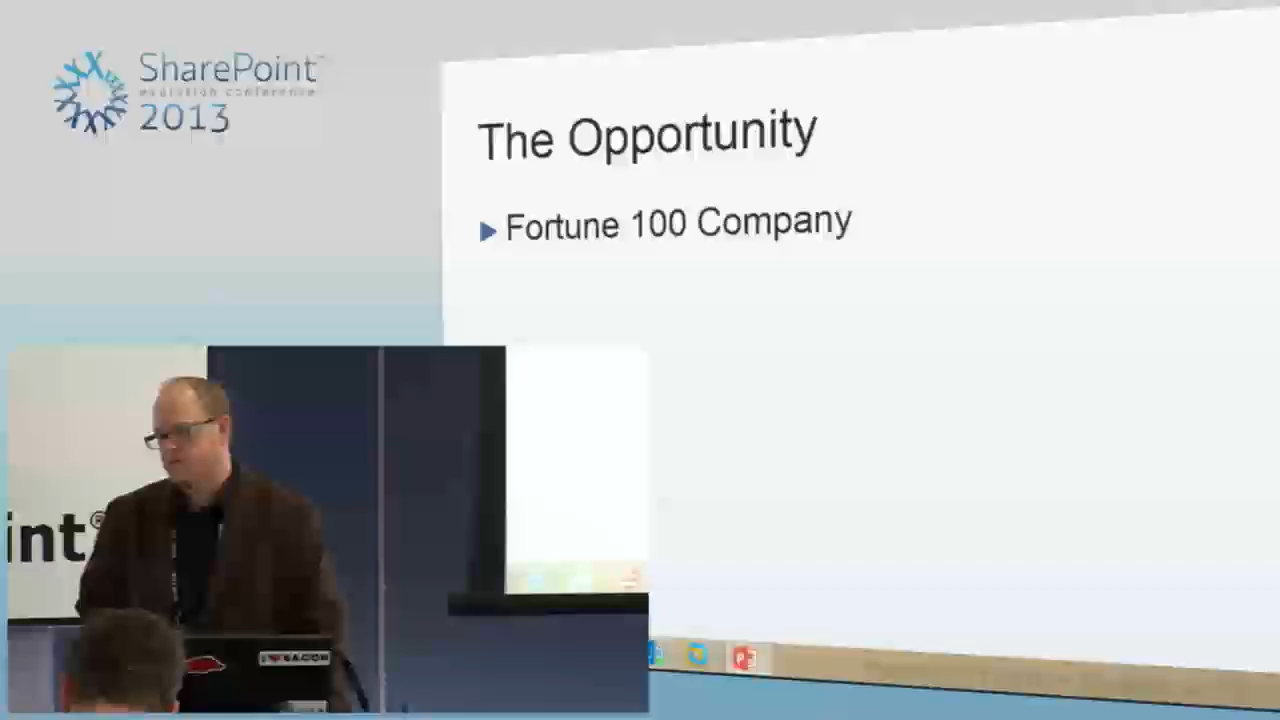 SharePoint
evolution conference
2013
The Opportunity
Fortune 100 Company
int®
I ♥ BACON